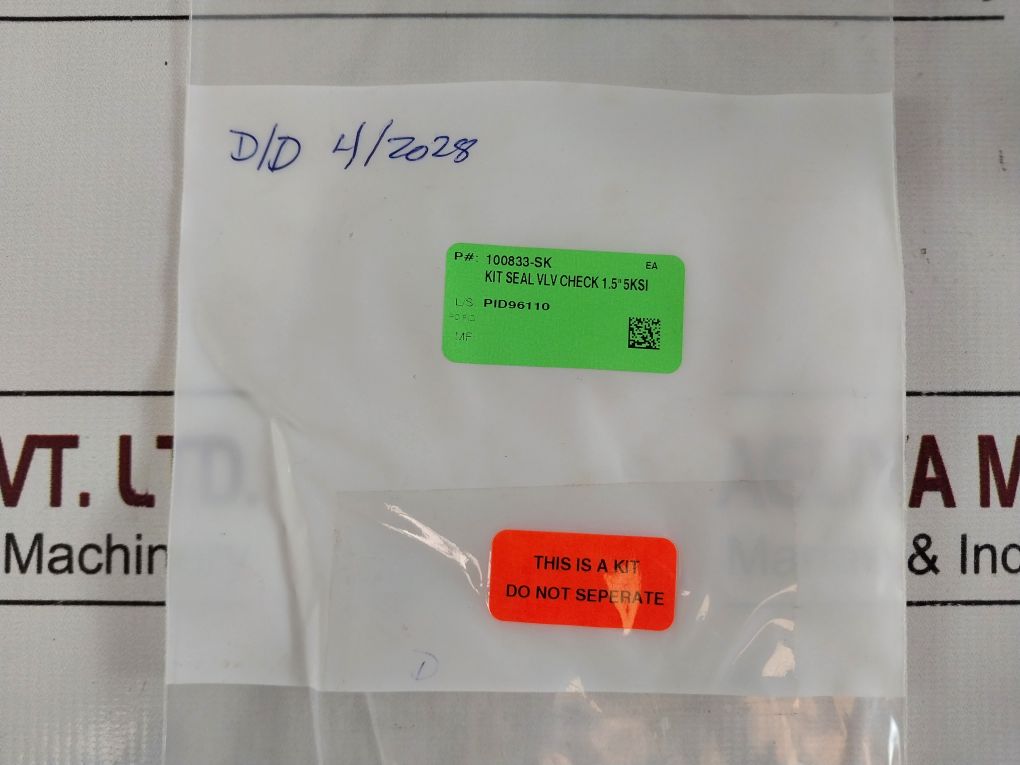 D/D 4/2028
P#: 100833-SK EA
KIT SEAL VLV CHECK 1.5" 5KSI
L/S: PID96110
MF
VT. LTD. A M
Machinery & Ind
THIS IS A KIT
DO NOT SEPERATE
D